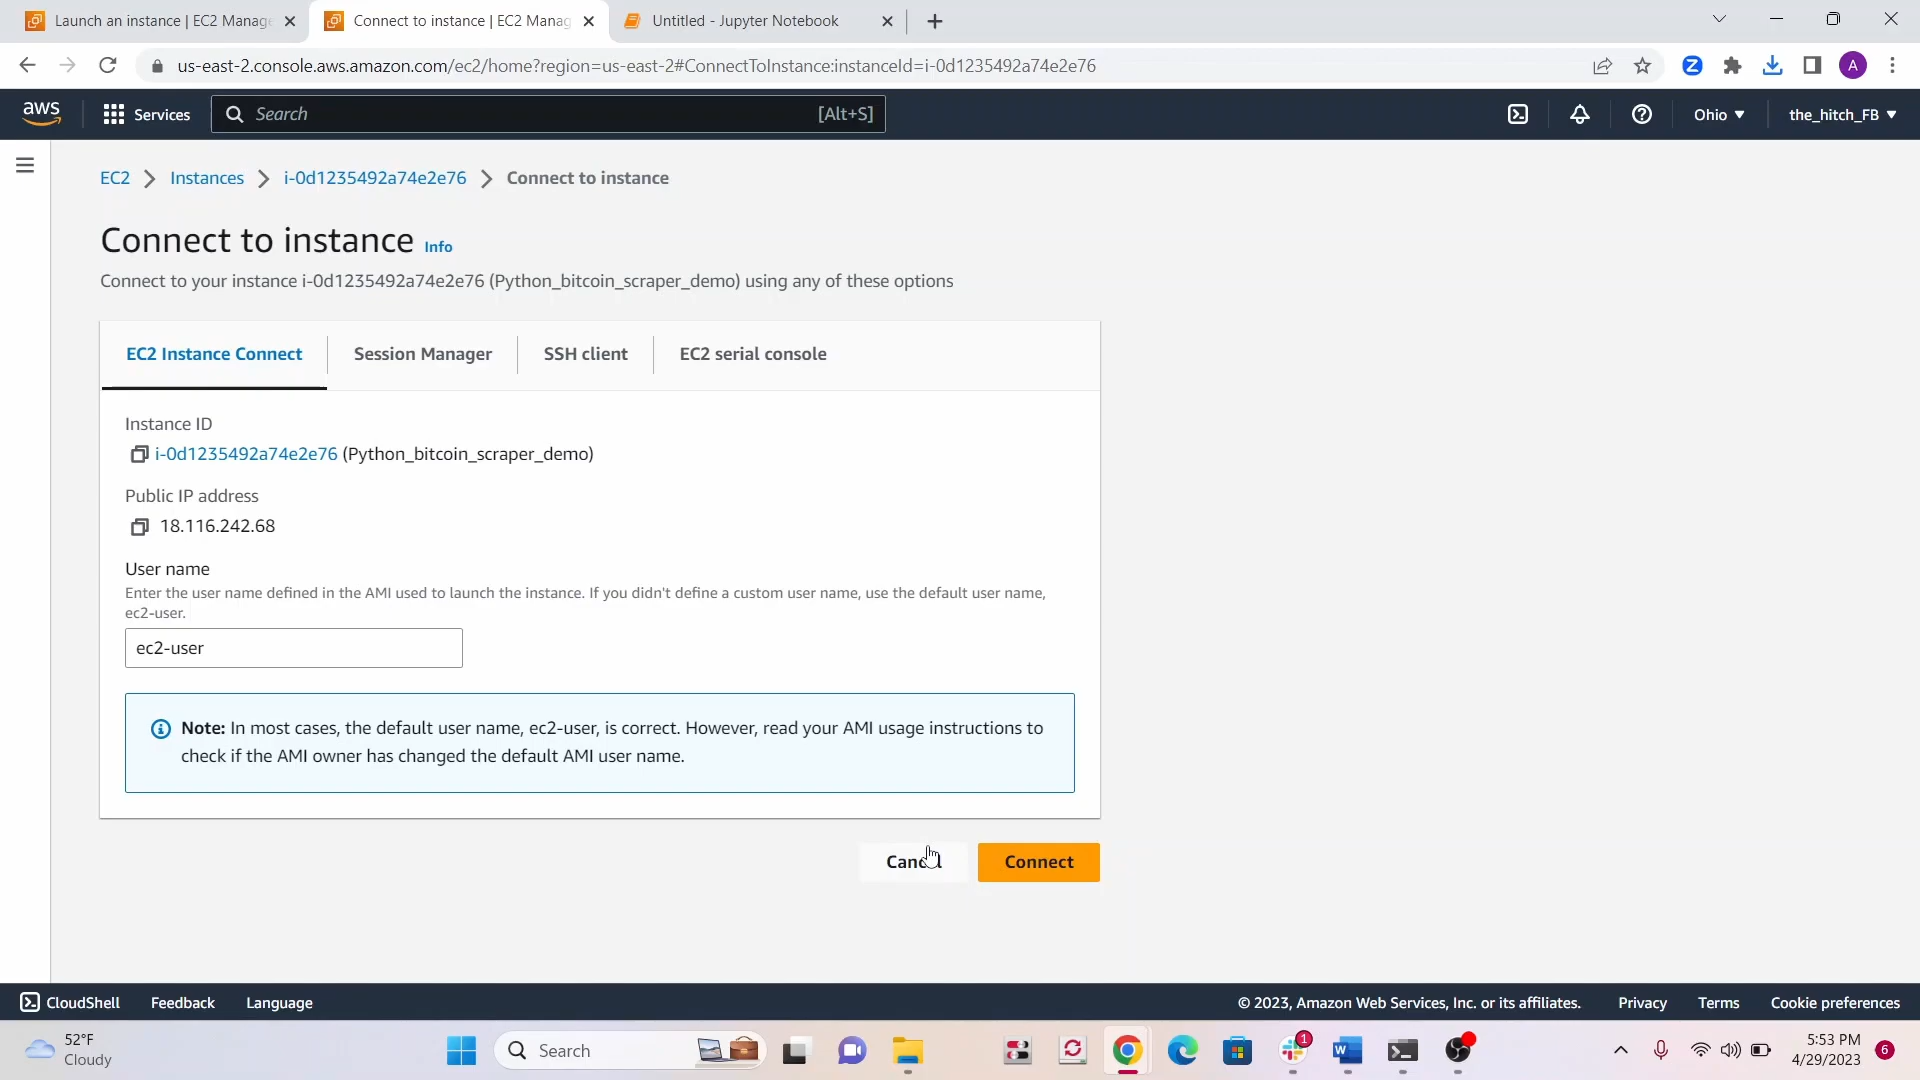 Launch an instance | EC2 Manage
Connect to instance | EC2 Manag
Untitled - Jupyter Notebook
us-east-2.console.aws.amazon.com/ec2/home?region=us-east-2#ConnectToInstance:instanceId=i-0d1235492a74e2e76
Z
A
aws
Services
Search
[Alt+S]
Ohio
the_hitch_FB
EC2
Instances
i-0d1235492a74e2e76
Connect to instance
Connect to instance Info
Connect to your instance i-0d1235492a74e2e76 (Python_bitcoin_scraper_demo) using any of these options
EC2 Instance Connect
Session Manager
SSH client
EC2 serial console
Instance ID
i-0d1235492a74e2e76 (Python_bitcoin_scraper_demo)
Public IP address
18.116.242.68
User name
Enter the user name defined in the AMI used to launch the instance. If you didn't define a custom user name, use the default user name,
ec2-user.
ec2-user
Note: In most cases, the default user name, ec2-user, is correct. However, read your AMI usage instructions to
check if the AMI owner has changed the default AMI user name.
Cancel
Connect
CloudShell
Feedback
Language
© 2023, Amazon Web Services, Inc. or its affiliates.
Privacy
Terms
Cookie preferences
52°F
Cloudy
Search
1
W
5:53 PM
4/29/2023
6